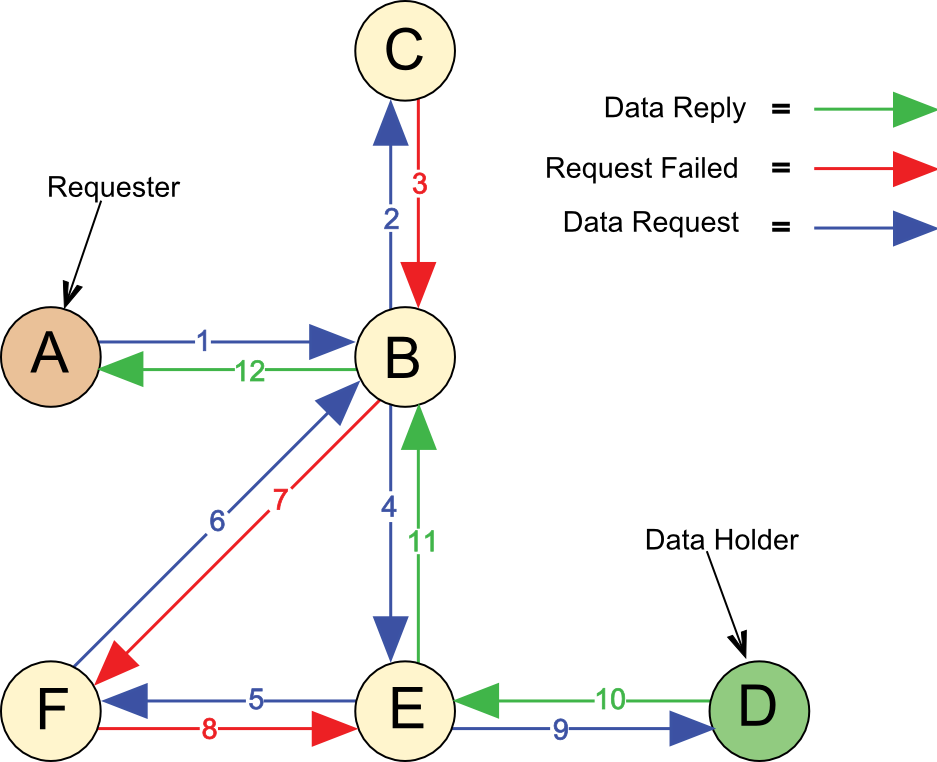 C
Data Reply =
Request Failed =
Data Request =
3
2
Requester
A
1
B
12
6
7
4
11
Data Holder
F
5
8
E
10
9
D